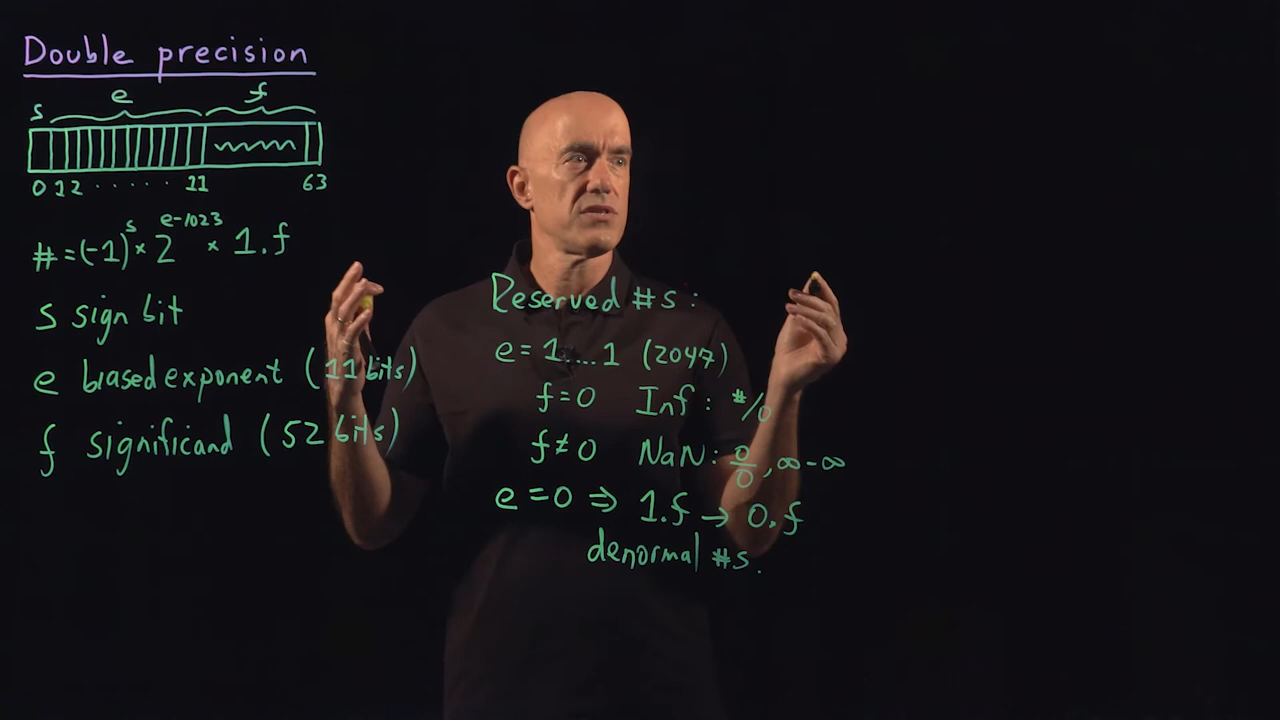 Double precision
s e f
0 1 2 ...... 11 63
# = (-1)^s × 2^(e-1023) × 1.f
s sign bit
e biased exponent (11 bits)
f significand (52 bits)
Reserved #s:
e = 1....1 (2047)
f=0 Inf: #/0
f≠0 NaN: 0/0, ∞-∞
e=0 ⇒ 1.f → 0.f
denormal #s.